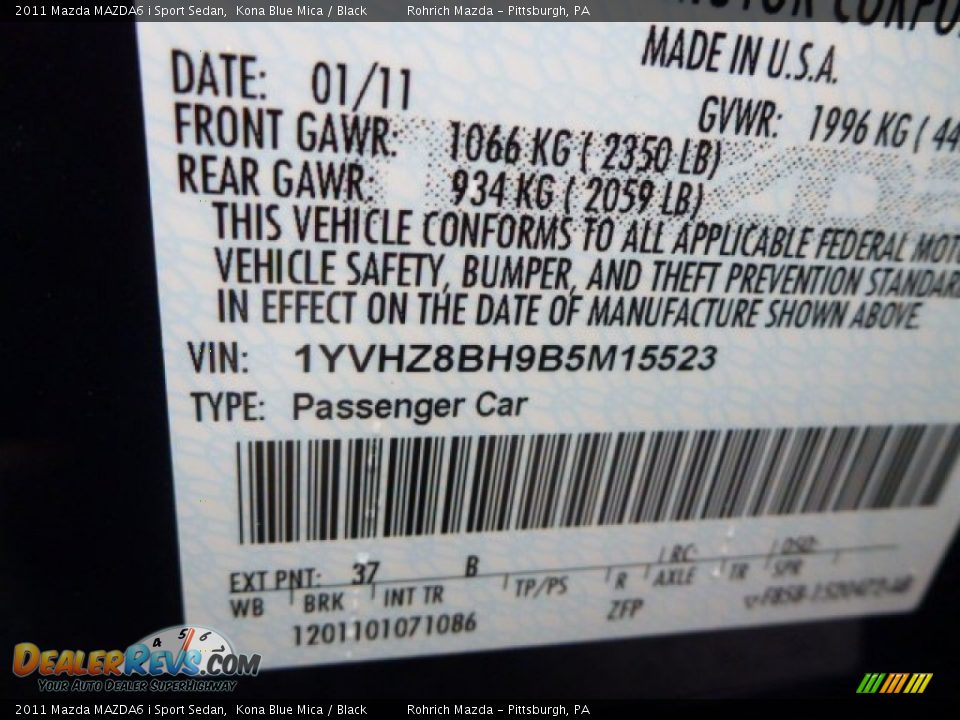 2011 Mazda MAZDA6 i Sport Sedan, Kona Blue Mica / Black Rohrich Mazda - Pittsburgh, PA
MADE IN U.S.A.
DATE: 01/11
GVWR: 1996 KG (
FRONT GAWR: 1066 KG ( 2350 LB)
REAR GAWR: 934 KG ( 2059 LB)
THIS VEHICLE CONFORMS TO ALL APPLICABLE FEDERAL
VEHICLE SAFETY, BUMPER, AND THEFT PREVENTION
IN EFFECT ON THE DATE OF MANUFACTURE SHOWN ABOVE
VIN: 1YVHZ8BH9B5M15523
TYPE: Passenger Car
EXT PNT: 37 B RC: DSO:
WB BRK INT TR TP/PS R AXLE TR SPR
1201101071086 ZFP
DEALERREVS.COM
YOUR AUTO DEALER SUPERHIGHWAY
2011 Mazda MAZDA6 i Sport Sedan, Kona Blue Mica / Black Rohrich Mazda - Pittsburgh, PA